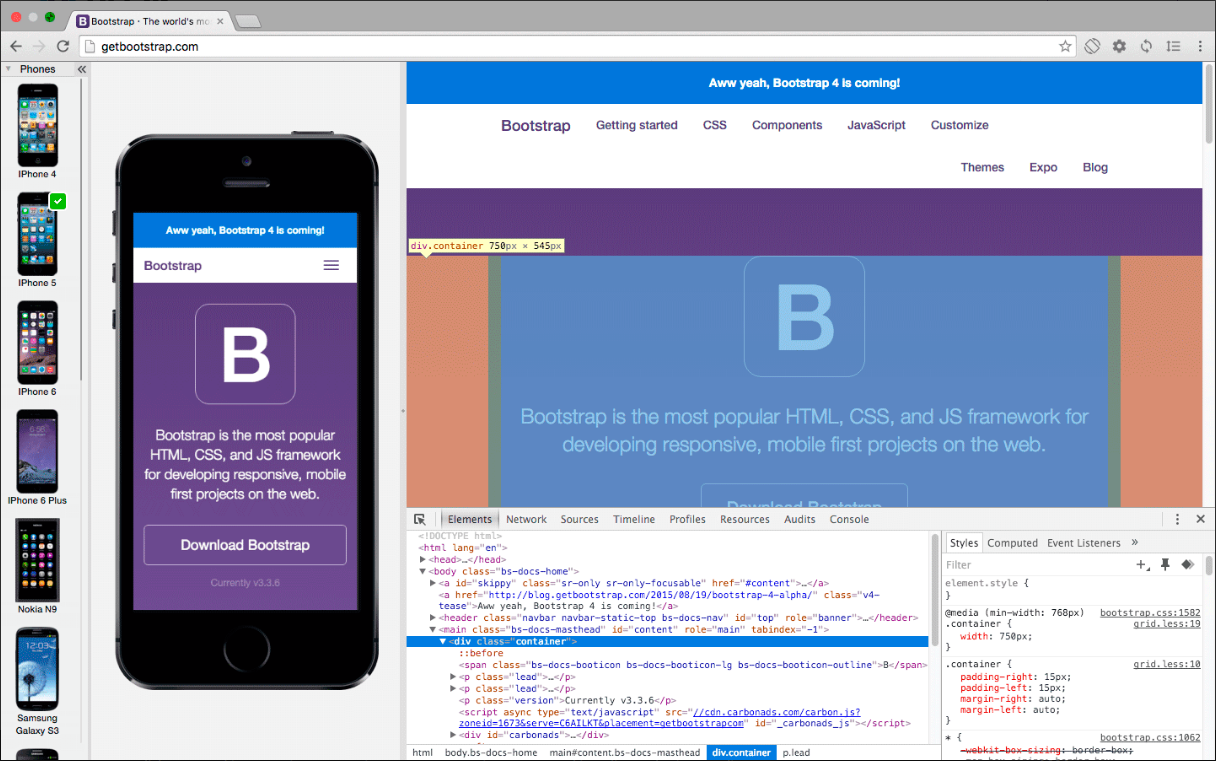 Bootstrap · The world's mo
getbootstrap.com
Phones
IPhone 4
IPhone 5
IPhone 6
IPhone 6 Plus
Nokia N9
Samsung
Galaxy S3
Aww yeah, Bootstrap 4 is coming!
Bootstrap
B
Bootstrap is the most popular
HTML, CSS, and JS framework
for developing responsive, mobile
first projects on the web.
Download Bootstrap
Currently v3.3.6
Aww yeah, Bootstrap 4 is coming!
Bootstrap Getting started CSS Components JavaScript Customize
Themes Expo Blog
div.container 750px × 545px
B
Bootstrap is the most popular HTML, CSS, and JS framework for
developing responsive, mobile first projects on the web.
Download Bootstrap
Elements Network Sources Timeline Profiles Resources Audits Console
<!DOCTYPE html>
<html lang="en">
<head>…</head>
<body class="bs-docs-home">
<a id="skippy" class="sr-only sr-only-focusable" href="#content">…</a>
<a href="http://blog.getbootstrap.com/2015/08/19/bootstrap-4-alpha/" class="v4-
tease">Aww yeah, Bootstrap 4 is coming!</a>
<header class="navbar navbar-static-top bs-docs-nav" id="top" role="banner">…</header>
<main class="bs-docs-masthead" id="content" role="main" tabindex="-1">
<div class="container">
::before
<span class="bs-docs-booticon bs-docs-booticon-lg bs-docs-booticon-outline">B</span>
<p class="lead">…</p>
<p class="lead">…</p>
<p class="version">Currently v3.3.6</p>
<script async type="text/javascript" src="//cdn.carbonads.com/carbon.js?
zoneid=1673&serve=C6AILKT&placement=getbootstrapcom" id="_carbonads_js"></script>
<div id="carbonads">…</div>
html body.bs-docs-home main#content.bs-docs-masthead div.container p.lead
Styles Computed Event Listeners »
Filter
element.style {
}
@media (min-width: 768px) bootstrap.css:1582
.container { grid.less:19
width: 750px;
}
.container { grid.less:10
padding-right: 15px;
padding-left: 15px;
margin-right: auto;
margin-left: auto;
}
* { bootstrap.css:1062
-webkit-box-sizing: border-box;